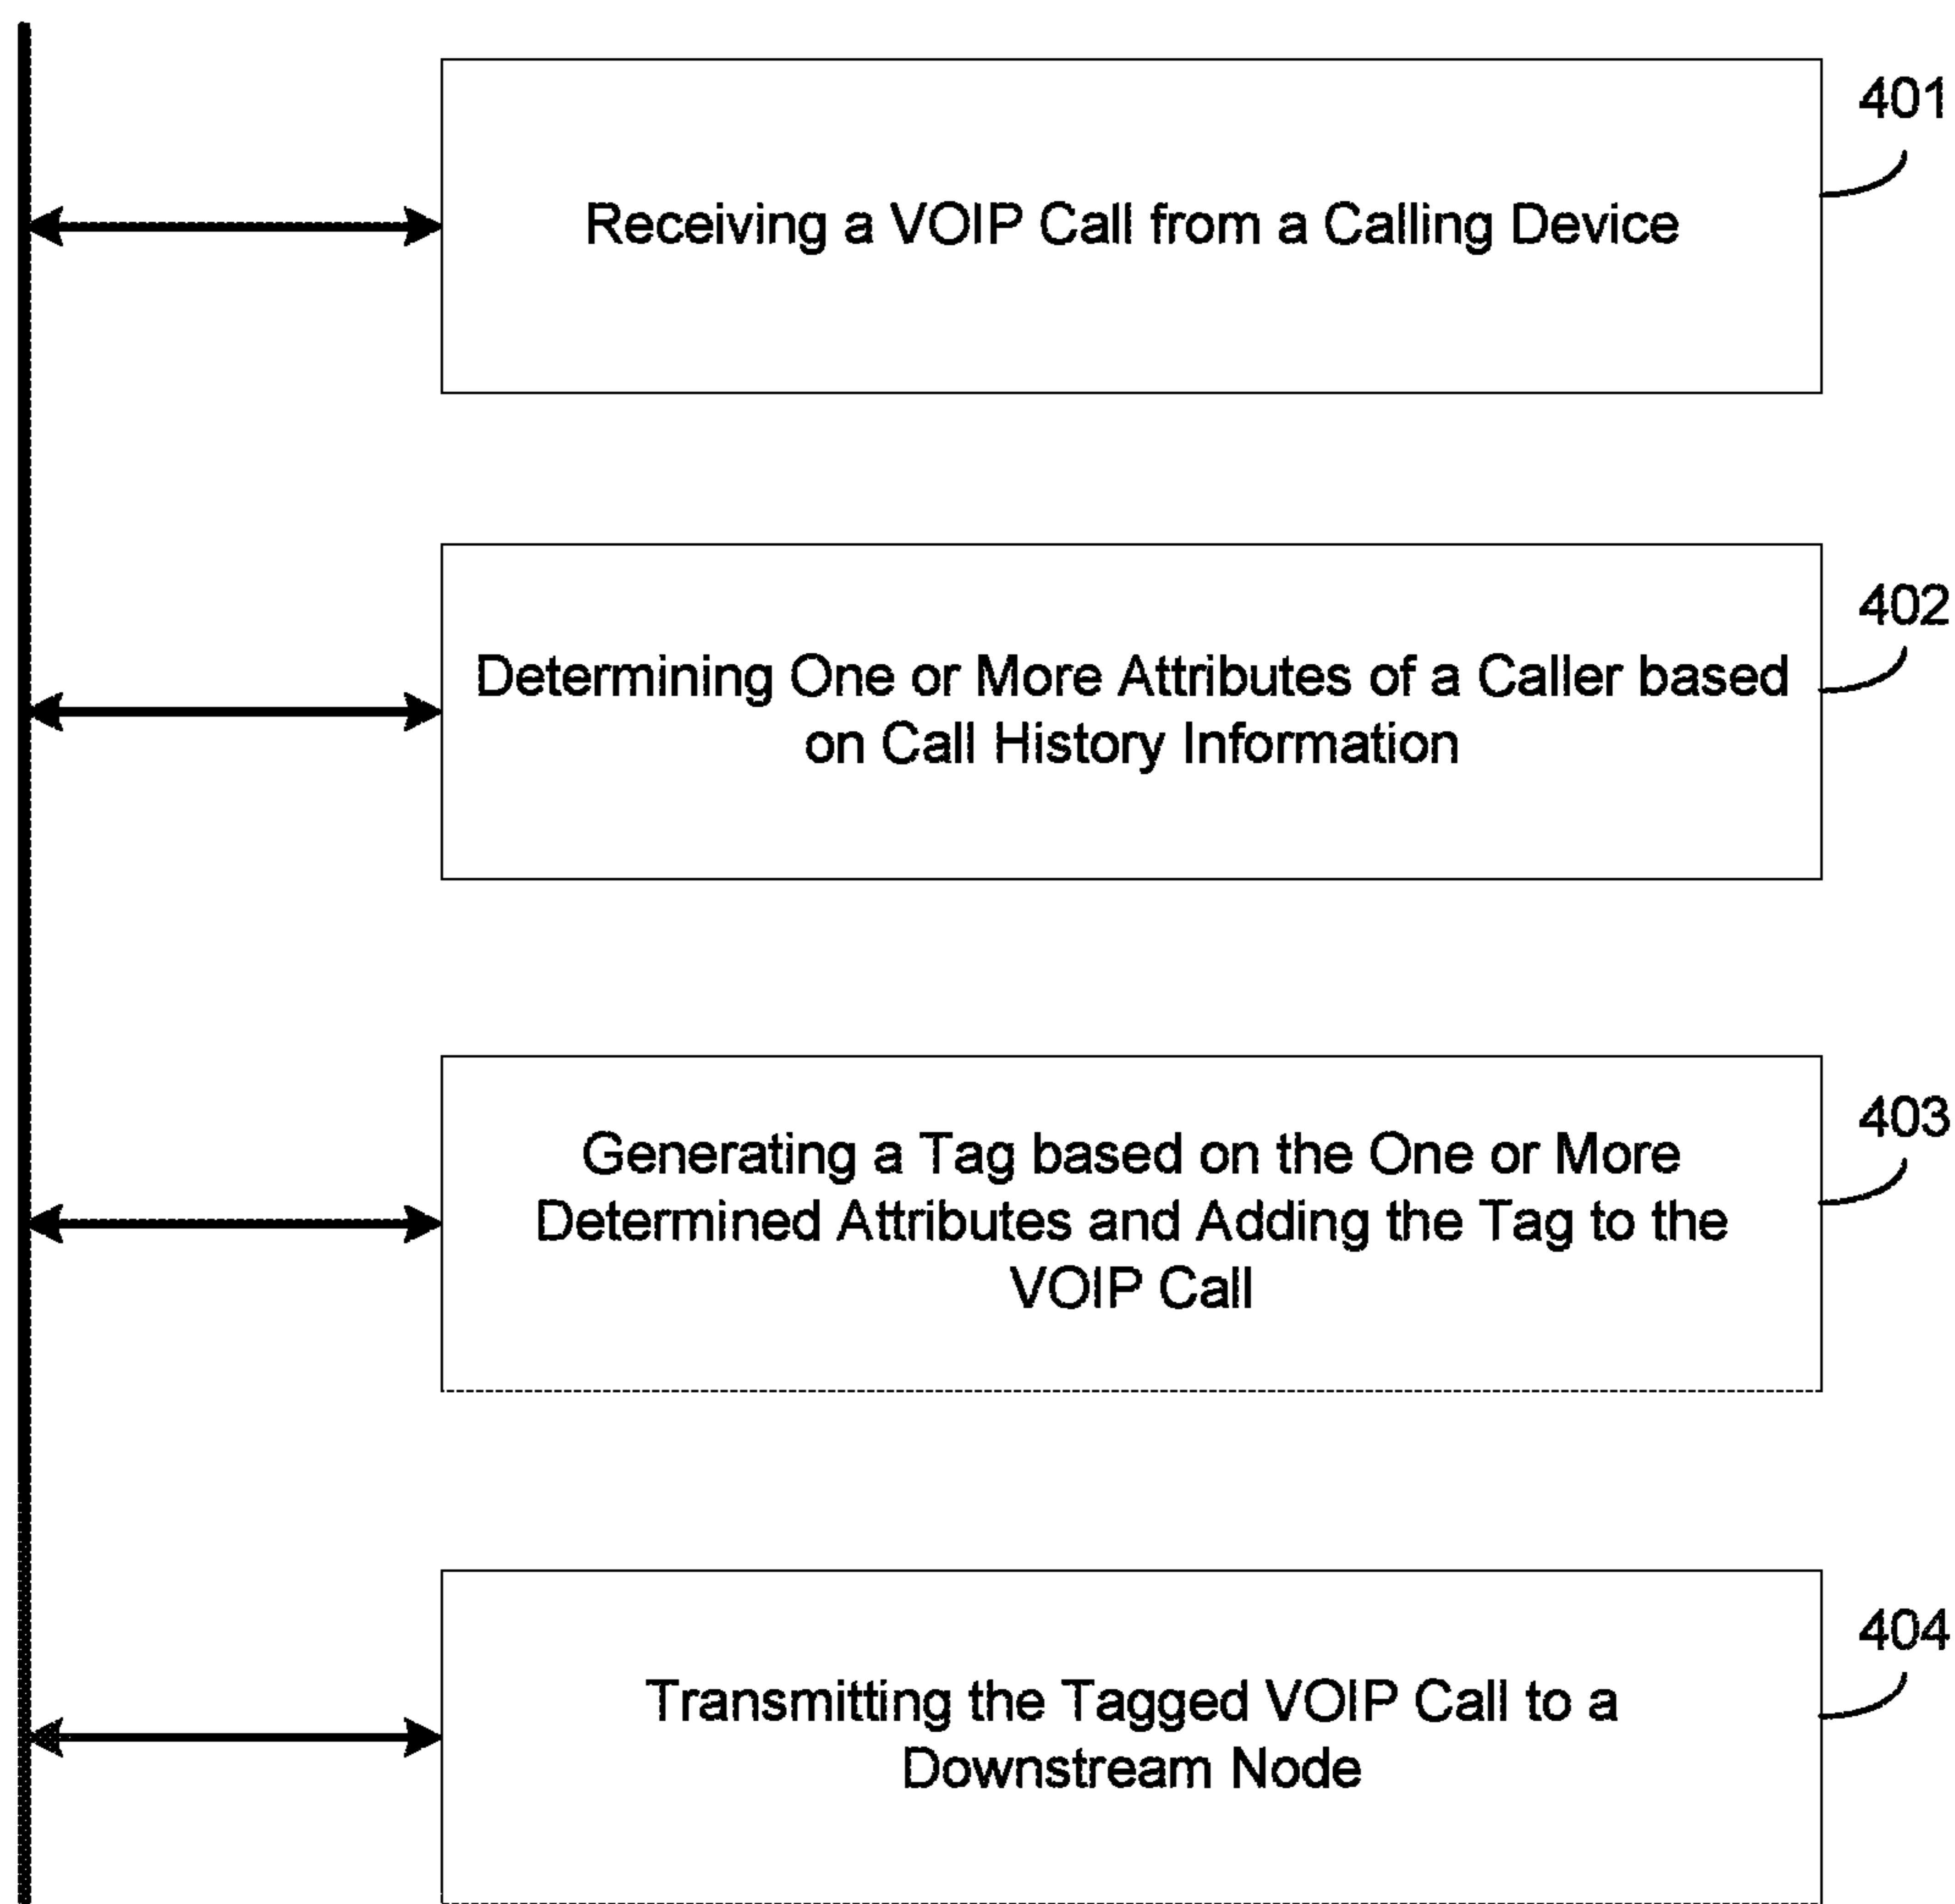 401
Receiving a VOIP Call from a Calling Device
402
Determining One or More Attributes of a Caller based
on Call History Information
403
Generating a Tag based on the One or More
Determined Attributes and Adding the Tag to the
VOIP Call
404
Transmitting the Tagged VOIP Call to a
Downstream Node